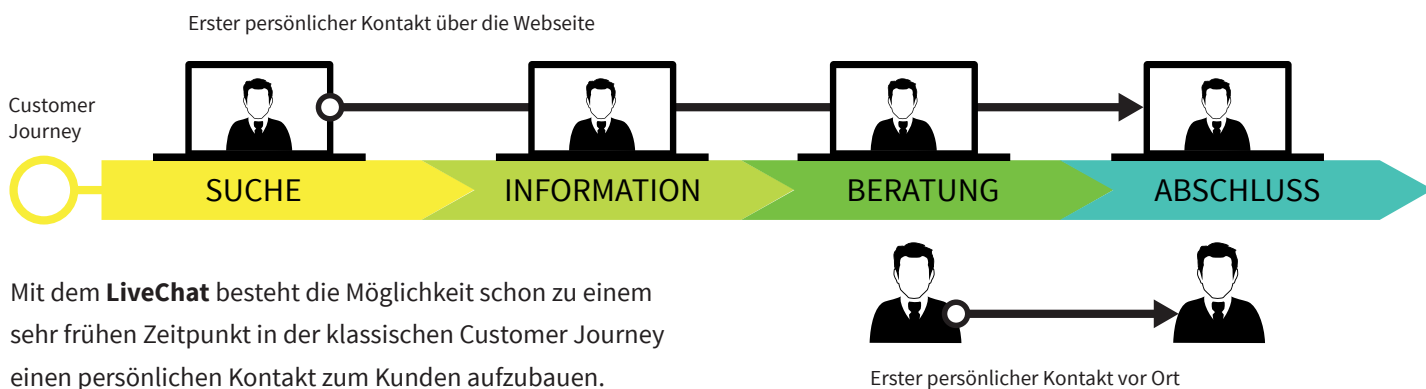 Erster persönlicher Kontakt über die Webseite
Customer
Journey
SUCHE
INFORMATION
BERATUNG
ABSCHLUSS
Mit dem LiveChat besteht die Möglichkeit schon zu einem
sehr frühen Zeitpunkt in der klassischen Customer Journey
einen persönlichen Kontakt zum Kunden aufzubauen.
Erster persönlicher Kontakt vor Ort